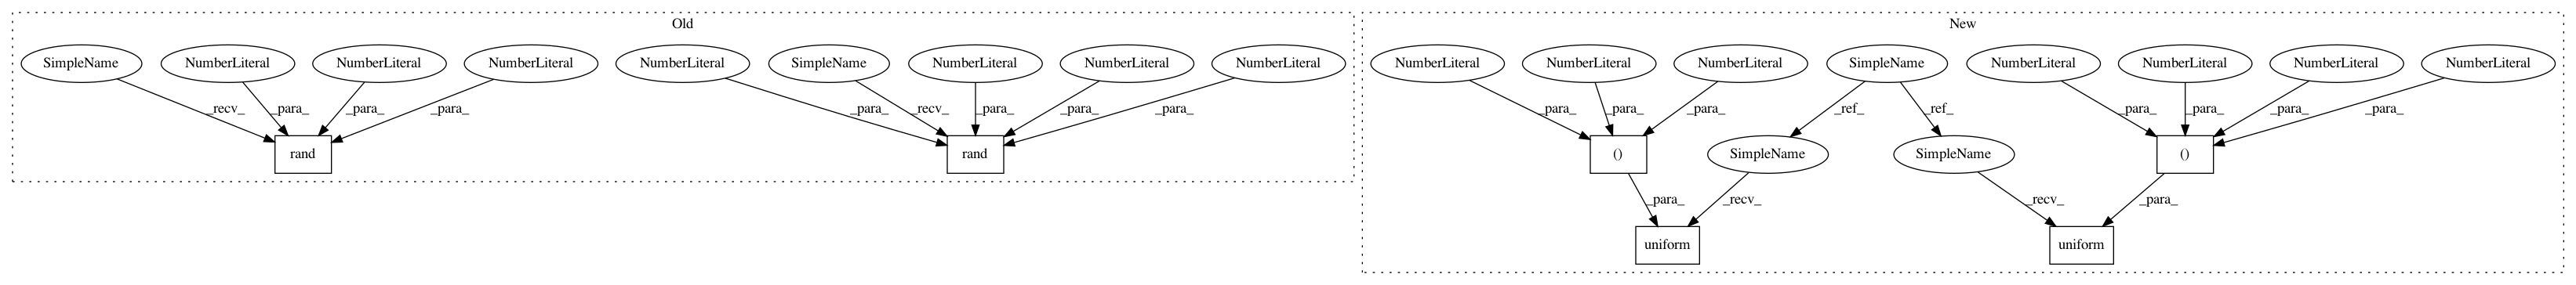 Old New
SimpleName NumberLiteral NumberLiteral NumberLiteral NumberLiteral SimpleName NumberLiteral NumberLiteral NumberLiteral NumberLiteral NumberLiteral NumberLiteral SimpleName NumberLiteral NumberLiteral NumberLiteral NumberLiteral
_recv_ _para_ _para_ _para_ _para_ _recv_ _para_ _para_ _para_ _para_ _para_ _para_ _ref_ _ref_ _para_ _para_ _para_ _para_
rand rand () SimpleName SimpleName ()
_para_ _recv_ _recv_ _para_
uniform uniform